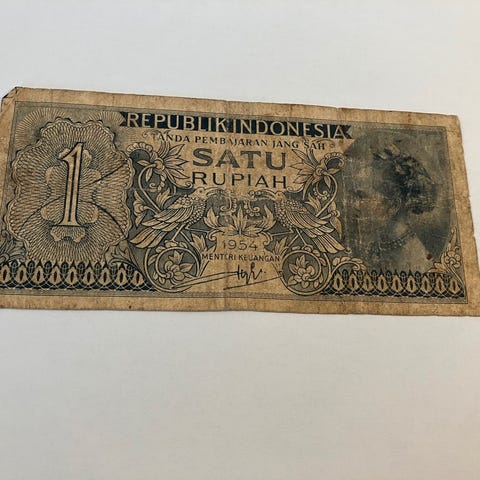 REPUBLIK INDONESIA
TANDA PEMBAJARAN JANG SAH
SATU
RUPIAH
1
1954
MENTERI KEUANGAN